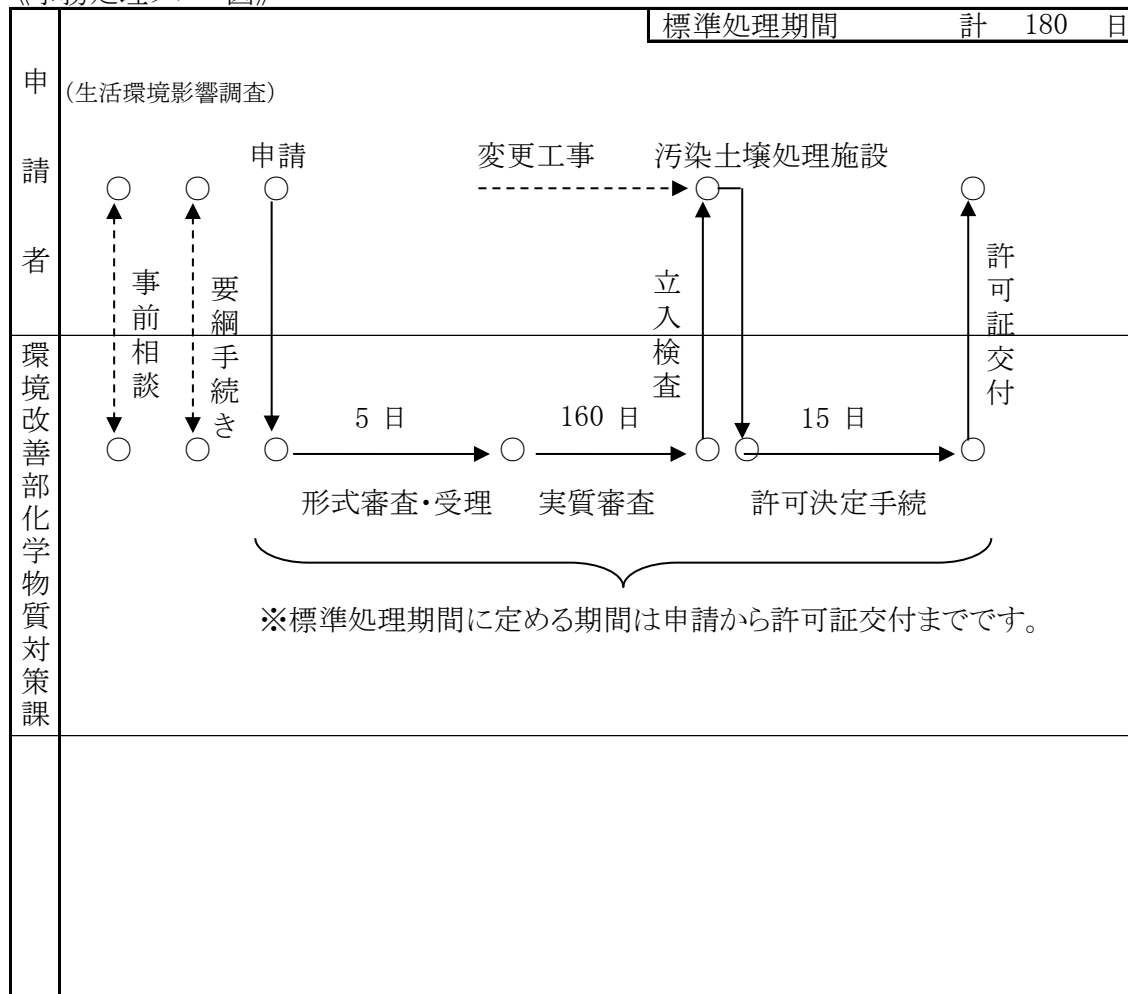 標準処理期間 計 180 日
申請者
(生活環境影響調査)
申請
変更工事
汚染土壌処理施設
事前相談
要綱手続き
立入検査
許可証交付
環境改善部化学物質対策課
5 日
160 日
15 日
形式審査・受理
実質審査
許可決定手続
※標準処理期間に定める期間は申請から許可証交付までです。